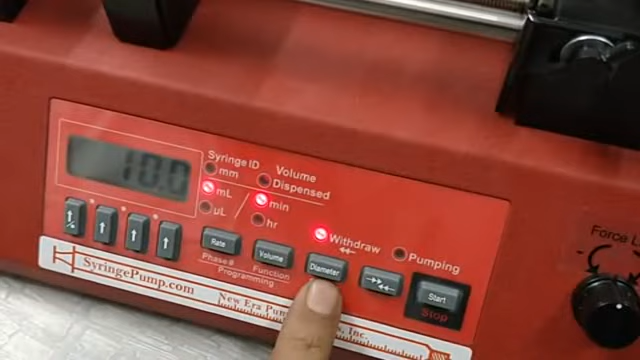 10.0
Syringe ID
mm
mL
µL
/
Volume
Dispensed
min
hr
Withdraw
Pumping
Rate
Volume
Diameter
Start
Stop
Phase #
Function
Programming
SyringePump.com
New Era Pump
Inc.
Force